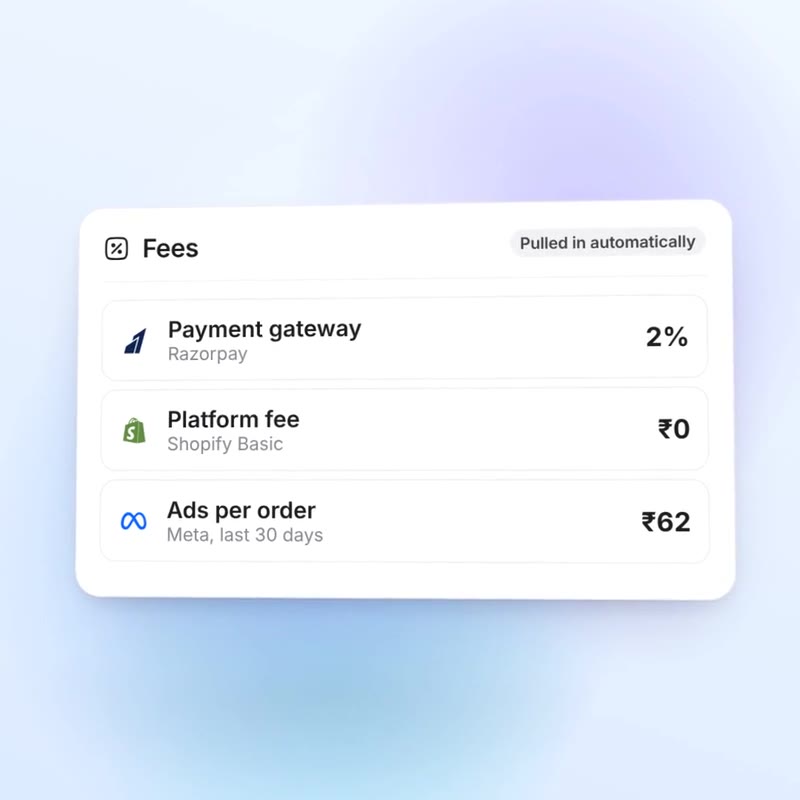 Fees
Pulled in automatically
Payment gateway
Razorpay
2%
Platform fee
Shopify Basic
₹0
Ads per order
Meta, last 30 days
₹62